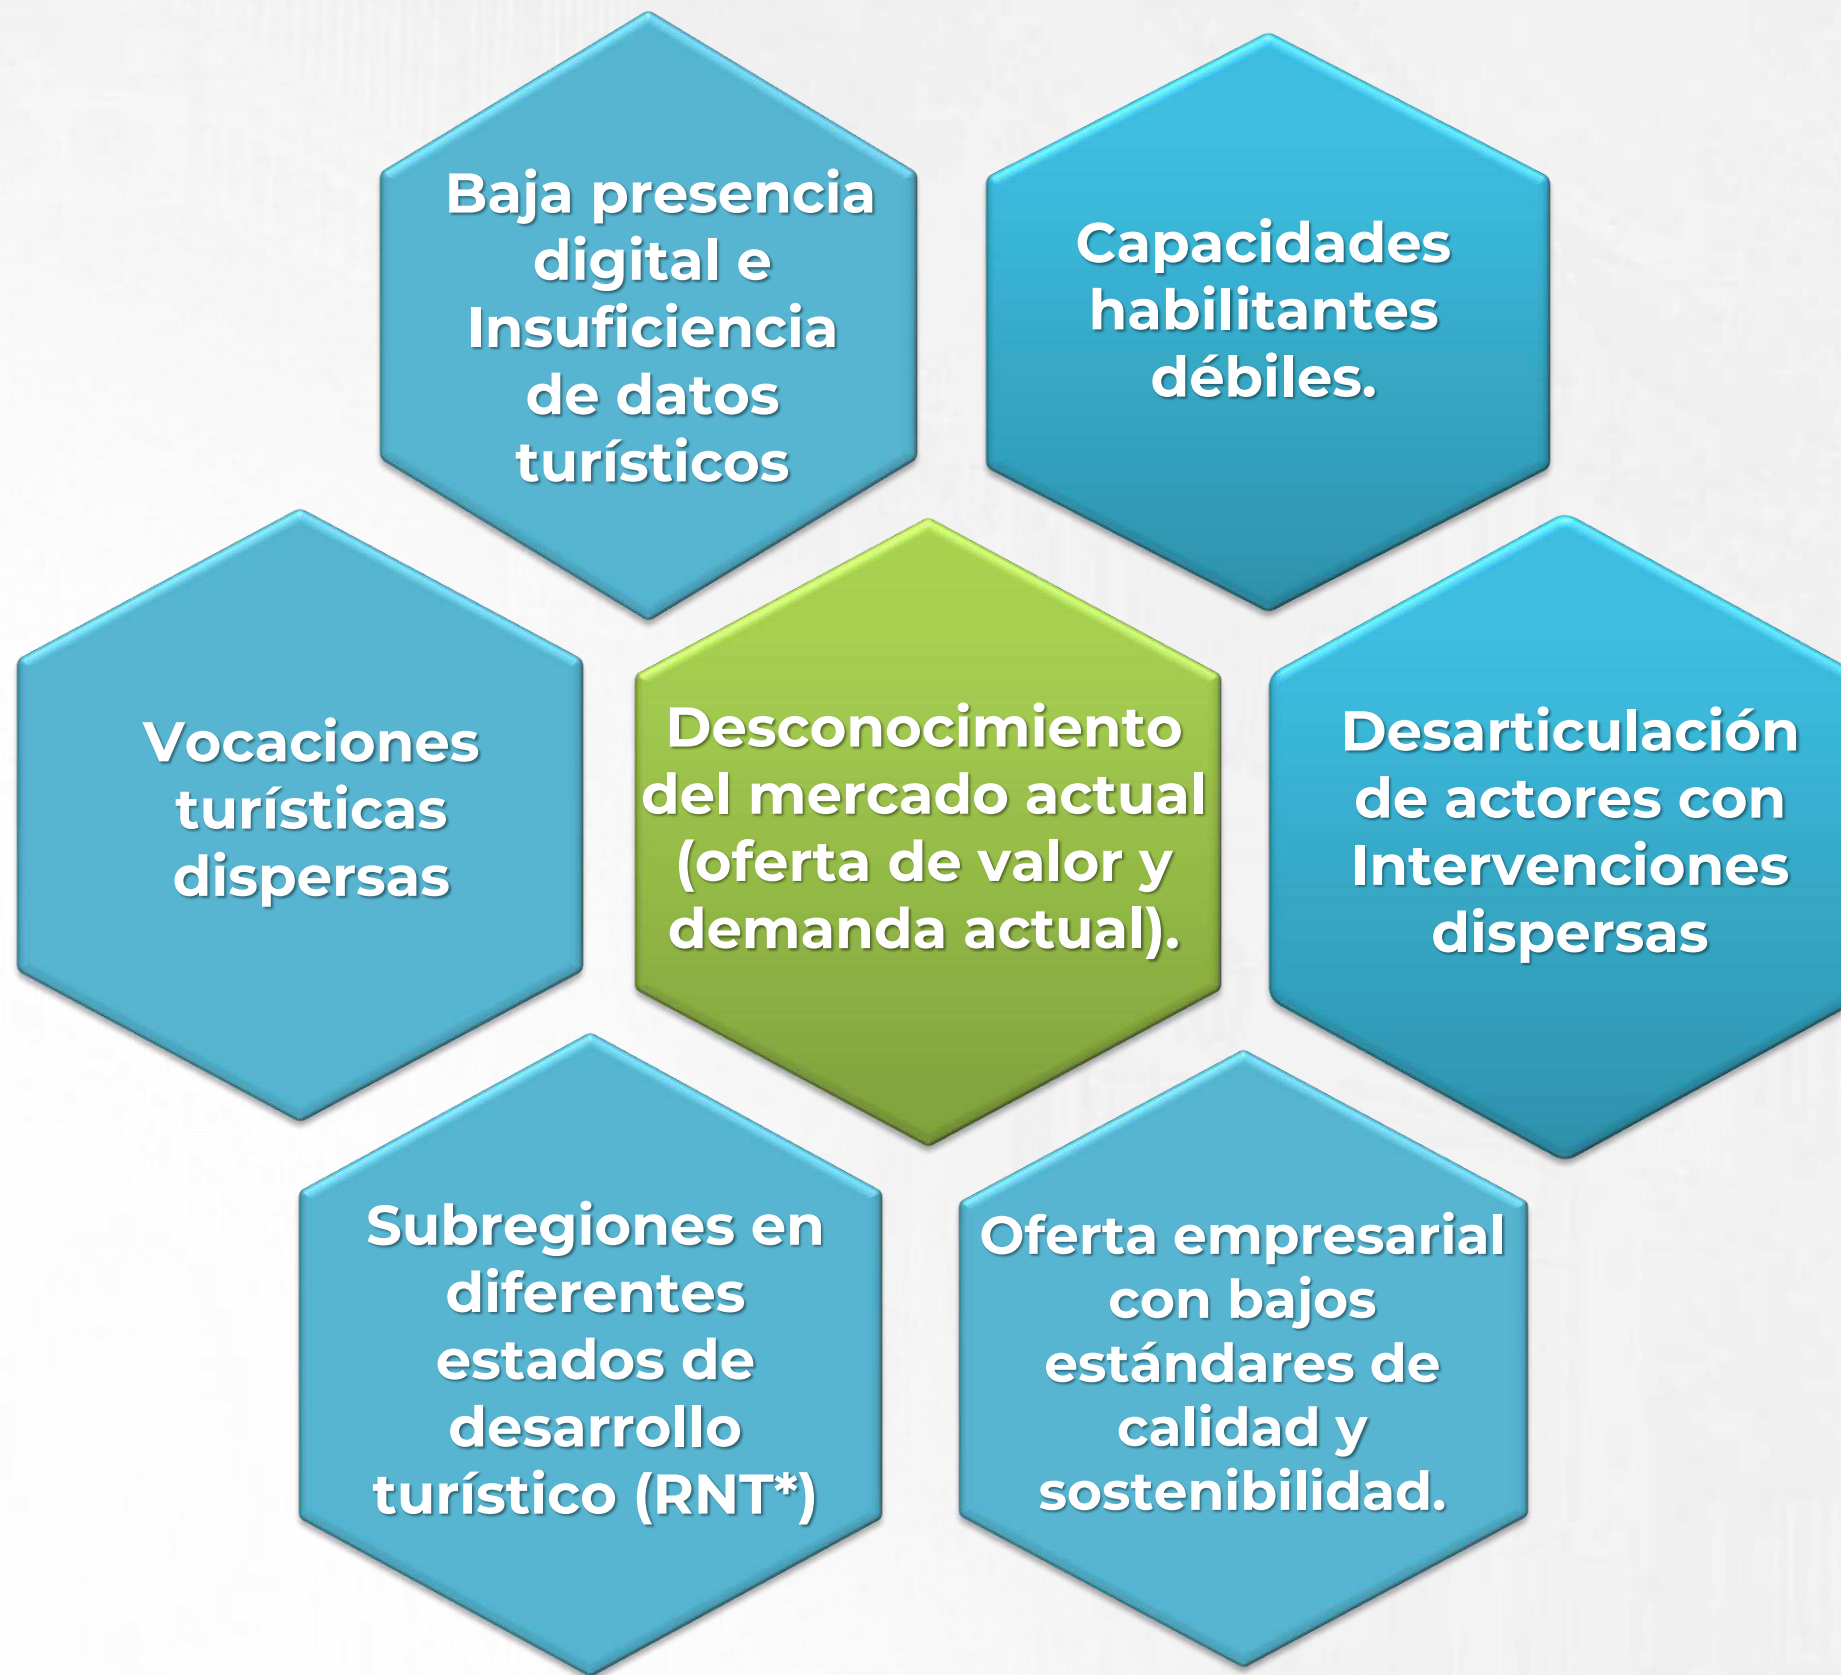 Baja presencia
digital e
Insuficiencia
de datos
turísticos
Capacidades
habilitantes
débiles.
Vocaciones
turísticas
dispersas
Desconocimiento
del mercado actual
(oferta de valor y
demanda actual).
Desarticulación
de actores con
Intervenciones
dispersas
Subregiones en
diferentes
estados de
desarrollo
turístico (RNT*)
Oferta empresarial
con bajos
estándares de
calidad y
sostenibilidad.